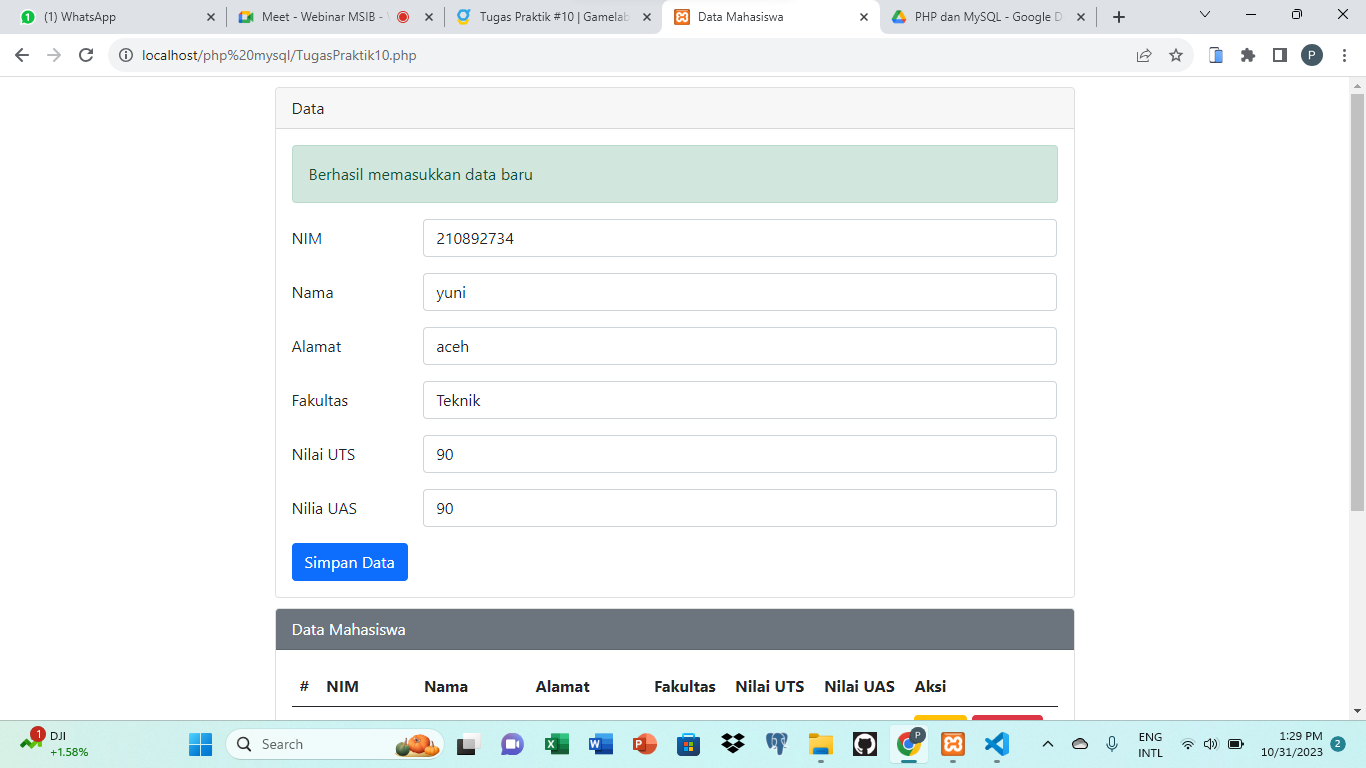 (1) WhatsApp
Meet - Webinar MSIB -
Tugas Praktik #10 | Gamelab
Data Mahasiswa
PHP dan MySQL - Google D
localhost/php%20mysql/TugasPraktik10.php
P
Data
Berhasil memasukkan data baru
NIM 210892734
Nama yuni
Alamat aceh
Fakultas Teknik
Nilai UTS 90
Nilia UAS 90
Simpan Data
Data Mahasiswa
# NIM Nama Alamat Fakultas Nilai UTS Nilai UAS Aksi
1 DJI
+1.58%
Search
ENG
INTL
1:29 PM
10/31/2023
2